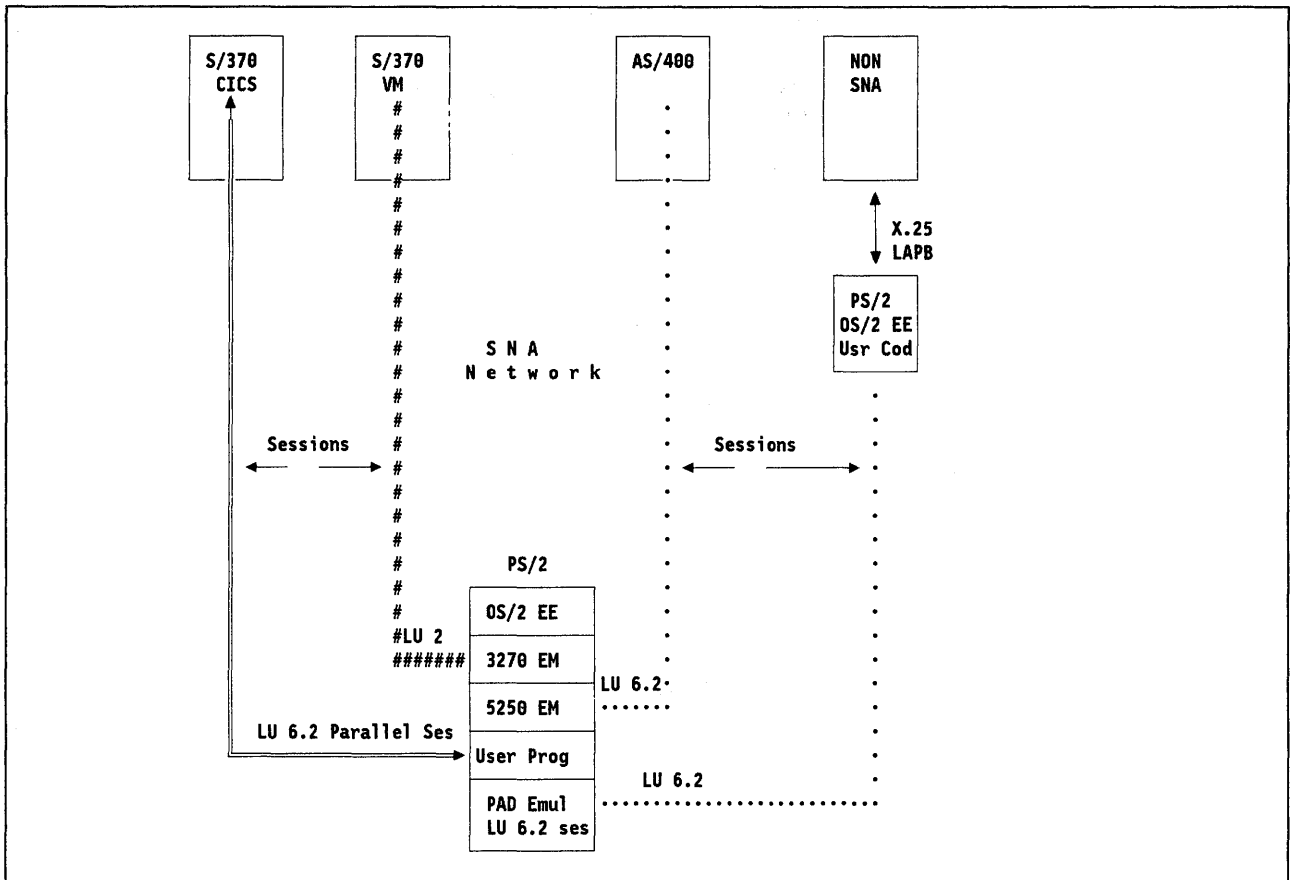 S/370
CICS
S/370
VM
AS/400
NON
SNA
X.25
LAPB
PS/2
OS/2 EE
Usr Cod
S N A
N e t w o r k
Sessions
Sessions
PS/2
OS/2 EE
#LU 2
####### 3270 EM
LU 6.2
5250 EM
LU 6.2 Parallel Ses
User Prog
LU 6.2
PAD Emul
LU 6.2 ses